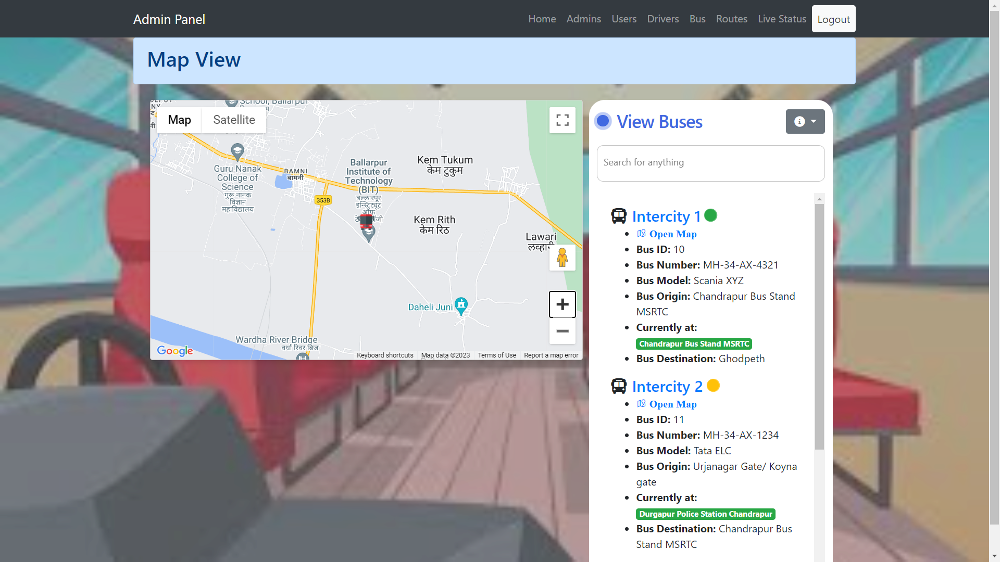 Admin Panel
Home Admins Users Drivers Bus Routes Live Status Logout
Map View
School, Ballarpur
Map Satellite
Guru Nanak
College of
Science
गुरू नानक
विज्ञान
महाविद्यालय
BAMNI
बामनी
353B
Ballarpur
Institute of
Technology
(BIT)
बल्लारपूर
इन्स्टिट्यूट
ऑफ
Kem Tukum
केम टुकुम
Kem Rith
केम रिठ
Lawari
Daheli Juni
Wardha River Bridge
वर्धा रिवर ब्रिज
Google
Keyboard shortcuts Map data ©2023 Terms of Use Report a map error
View Buses
Search for anything
Intercity 1
Open Map
Bus ID: 10
Bus Number: MH-34-AX-4321
Bus Model: Scania XYZ
Bus Origin: Chandrapur Bus Stand
MSRTC
Currently at:
Chandrapur Bus Stand MSRTC
Bus Destination: Ghodpeth
Intercity 2
Open Map
Bus ID: 11
Bus Number: MH-34-AX-1234
Bus Model: Tata ELC
Bus Origin: Urjanagar Gate/ Koyna
gate
Currently at:
Durgapur Police Station Chandrapur
Bus Destination: Chandrapur Bus
Stand MSRTC